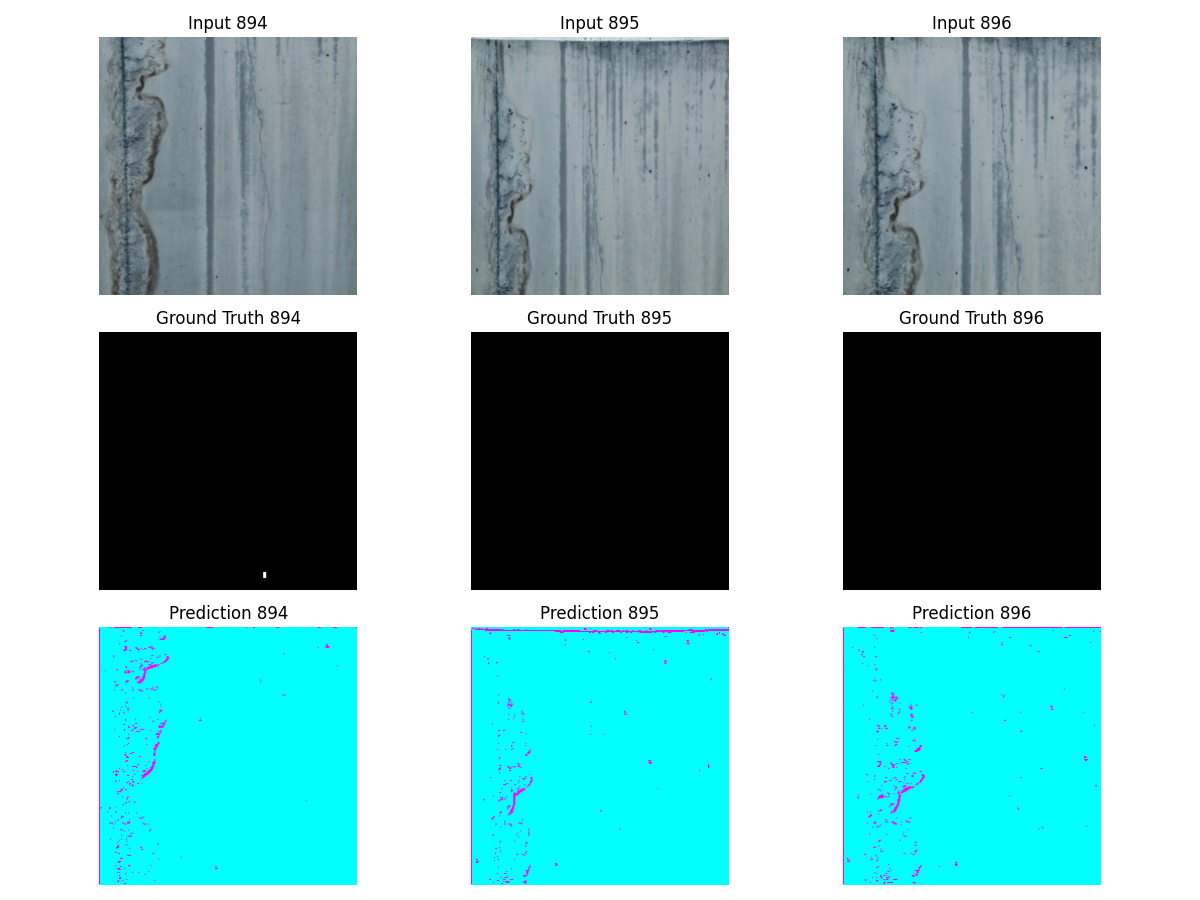 Input 894
Input 895
Input 896
Ground Truth 894
Ground Truth 895
Ground Truth 896
Prediction 894
Prediction 895
Prediction 896